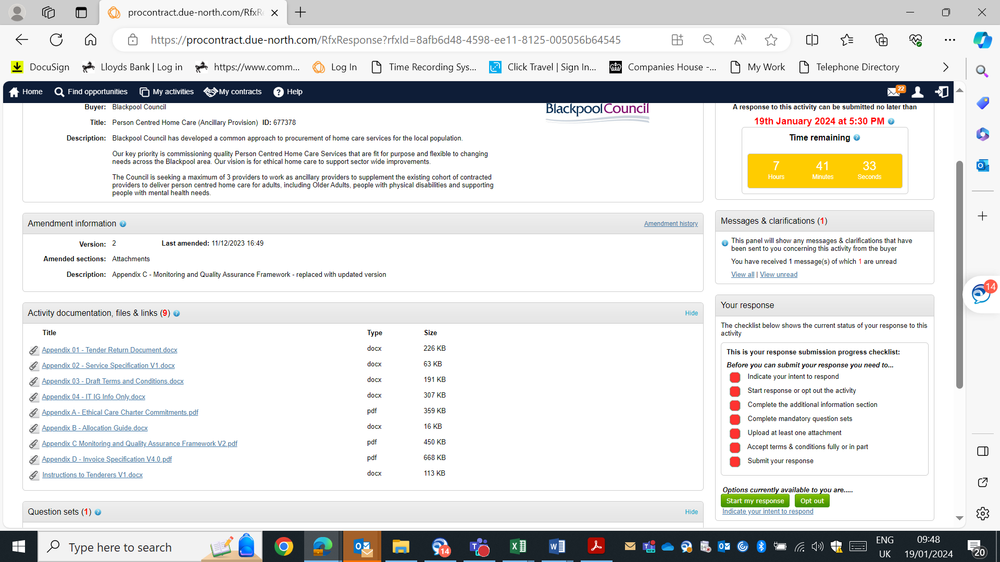 procontract.due-north.com/RfxR
https://procontract.due-north.com/RfxResponse?rfxId=8afb6d48-4598-ee11-8125-005056b64545
DocuSign
Lloyds Bank | Log in
https://www.comm...
Log In
Time Recording Sys...
Click Travel | Sign In...
Companies House -...
My Work
Telephone Directory
Home
Find opportunities
My activities
My contracts
Help
22
Buyer: Blackpool Council
Title: Person Centred Home Care (Ancillary Provision) ID: 677378
Description: Blackpool Council has developed a common approach to procurement of home care services for the local population.
Our key priority is commissioning quality Person Centred Home Care Services that are fit for purpose and flexible to changing
needs across the Blackpool area. Our vision is for ethical home care to support sector wide improvements.
The Council is seeking a maximum of 3 providers to work as ancillary providers to supplement the existing cohort of contracted
providers to deliver person centred home care for adults, including Older Adults, people with physical disabilities and supporting
people with mental health needs.
BlackpoolCouncil
A response to this activity can be submitted no later than
19th January 2024 at 5:30 PM
Time remaining
7 41 33
Hours Minutes Seconds
Amendment information
Amendment history
Version: 2 Last amended: 11/12/2023 16:49
Amended sections: Attachments
Description: Appendix C - Monitoring and Quality Assurance Framework - replaced with updated version
Messages & clarifications (1)
This panel will show any messages & clarifications that have
been sent to you concerning this activity from the buyer
You have received 1 message(s) of which 1 are unread
View all | View unread
14
Activity documentation, files & links (9)
Hide
Title Type Size
Appendix 01 - Tender Return Document.docx docx 226 KB
Appendix 02 - Service Specification V1.docx docx 63 KB
Appendix 03 - Draft Terms and Conditions.docx docx 191 KB
Appendix 04 - IT IG Info Only.docx docx 307 KB
Appendix A - Ethical Care Charter Commitments.pdf pdf 359 KB
Appendix B - Allocation Guide.docx docx 16 KB
Appendix C Monitoring and Quality Assurance Framework V2.pdf pdf 450 KB
Appendix D - Invoice Specification V4.0.pdf pdf 668 KB
Instructions to Tenderers V1.docx docx 113 KB
Your response
The checklist below shows the current status of your response to this
activity
This is your response submission progress checklist:
Before you can submit your response you need to...
Indicate your intent to respond
Start response or opt out the activity
Complete the additional information section
Complete mandatory question sets
Upload at least one attachment
Accept terms & conditions fully or in part
Submit your response
Options currently available to you are.....
Start my response
Opt out
Indicate your intent to respond
Question sets (1)
Hide
Type here to search
14
NEW
ENG
UK
09:48
19/01/2024
20